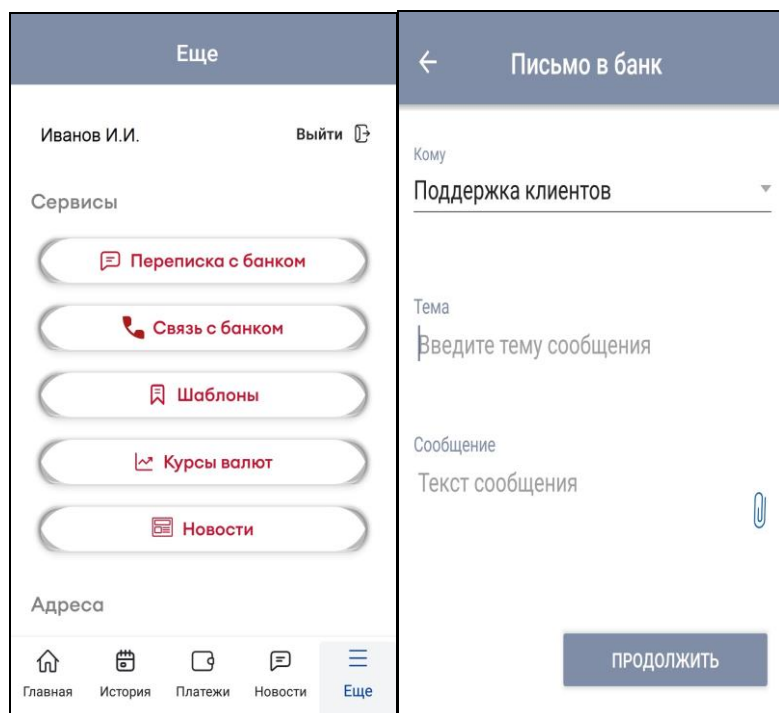 Еще
Иванов И.И.
Выйти
Сервисы
Переписка с банком
Связь с банком
Шаблоны
Курсы валют
Новости
Адреса
Главная
История
Платежи
Новости
Еще
Письмо в банк
Кому
Поддержка клиентов
Тема
Введите тему сообщения
Сообщение
Текст сообщения
ПРОДОЛЖИТЬ